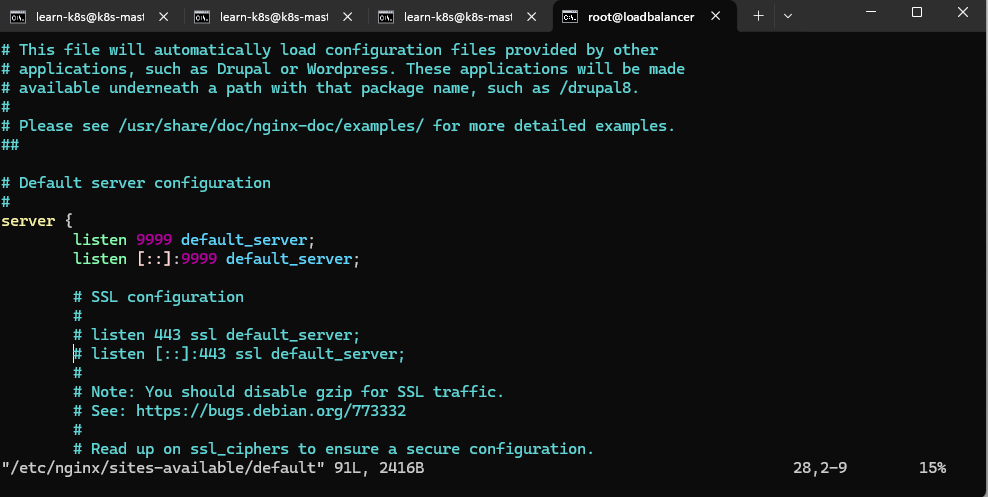 learn-k8s@k8s-mast
learn-k8s@k8s-mast
learn-k8s@k8s-mast
root@loadbalancer
# This file will automatically load configuration files provided by other
# applications, such as Drupal or Wordpress. These applications will be made
# available underneath a path with that package name, such as /drupal8.
#
# Please see /usr/share/doc/nginx-doc/examples/ for more detailed examples.
##
# Default server configuration
#
server {
listen 9999 default_server;
listen [::]:9999 default_server;
# SSL configuration
#
# listen 443 ssl default_server;
# listen [::]:443 ssl default_server;
#
# Note: You should disable gzip for SSL traffic.
# See: https://bugs.debian.org/773332
#
# Read up on ssl_ciphers to ensure a secure configuration.
"/etc/nginx/sites-available/default" 91L, 2416B 28,2-9 15%